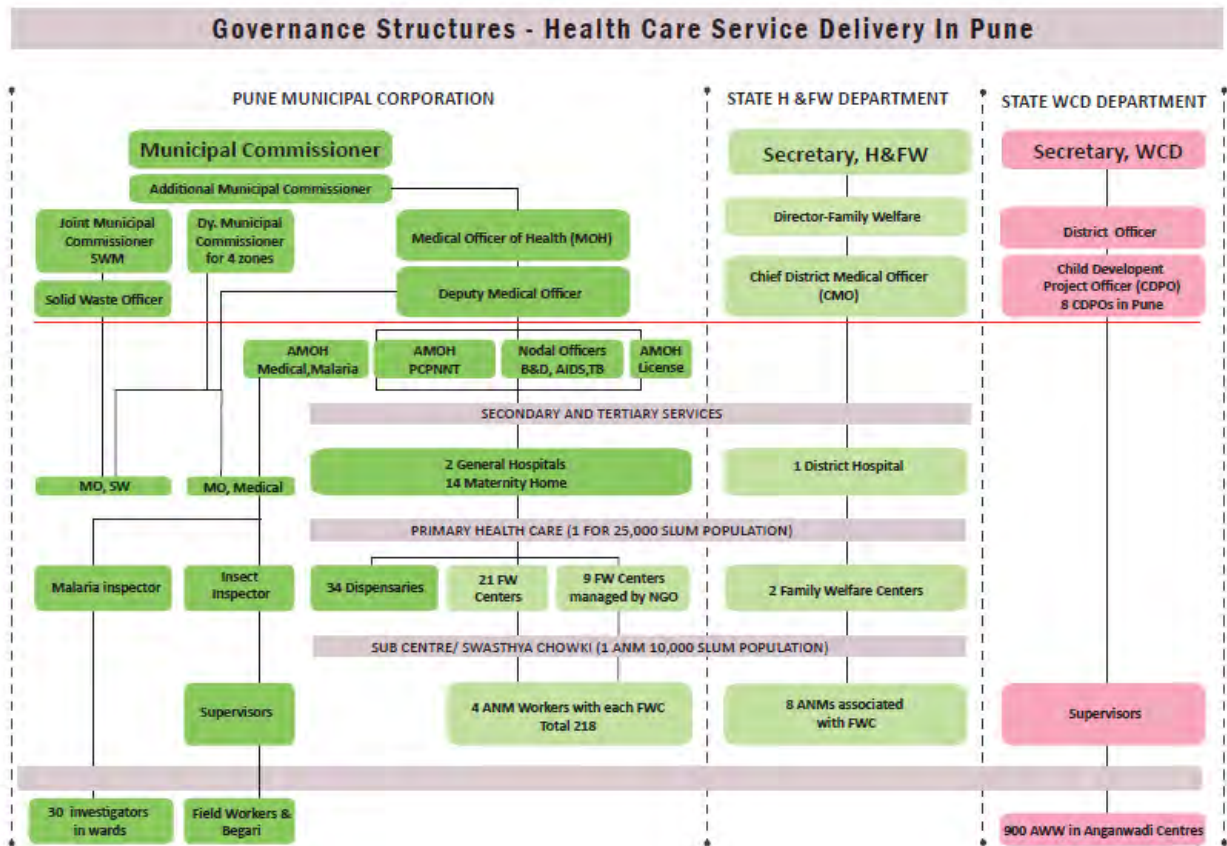 Governance Structures - Health Care Service Delivery In Pune
PUNE MUNICIPAL CORPORATION
STATE H &FW DEPARTMENT
STATE WCD DEPARTMENT
Municipal Commissioner
Secretary, H&FW
Secretary, WCD
Additional Municipal Commissioner
Joint Municipal
Commissioner
SWM
Dy. Municipal
Commissioner
for 4 zones
Medical Officer of Health (MOH)
Director-Family Welfare
District Officer
Solid Waste Officer
Deputy Medical Officer
Chief District Medical Officer
(CMO)
Child Developent
Project Officer (CDPO)
8 CDPOs in Pune
AMOH
Medical,Malaria
AMOH
PCPNNT
Nodal Officers
B&D, AIDS,TB
AMOH
License
SECONDARY AND TERTIARY SERVICES
MO, SW
MO, Medical
2 General Hospitals
14 Maternity Home
1 District Hospital
PRIMARY HEALTH CARE (1 FOR 25,000 SLUM POPULATION)
Malaria inspector
Insect
Inspector
34 Dispensaries
21 FW
Centers
9 FW Centers
managed by NGO
2 Family Welfare Centers
SUB CENTRE/ SWASTHYA CHOWKI (1 ANM 10,000 SLUM POPULATION)
Supervisors
4 ANM Workers with each FWC
Total 218
8 ANMs associated
with FWC
Supervisors
30 investigators
in wards
Field Workers &
Begari
900 AWW in Anganwadi Centres